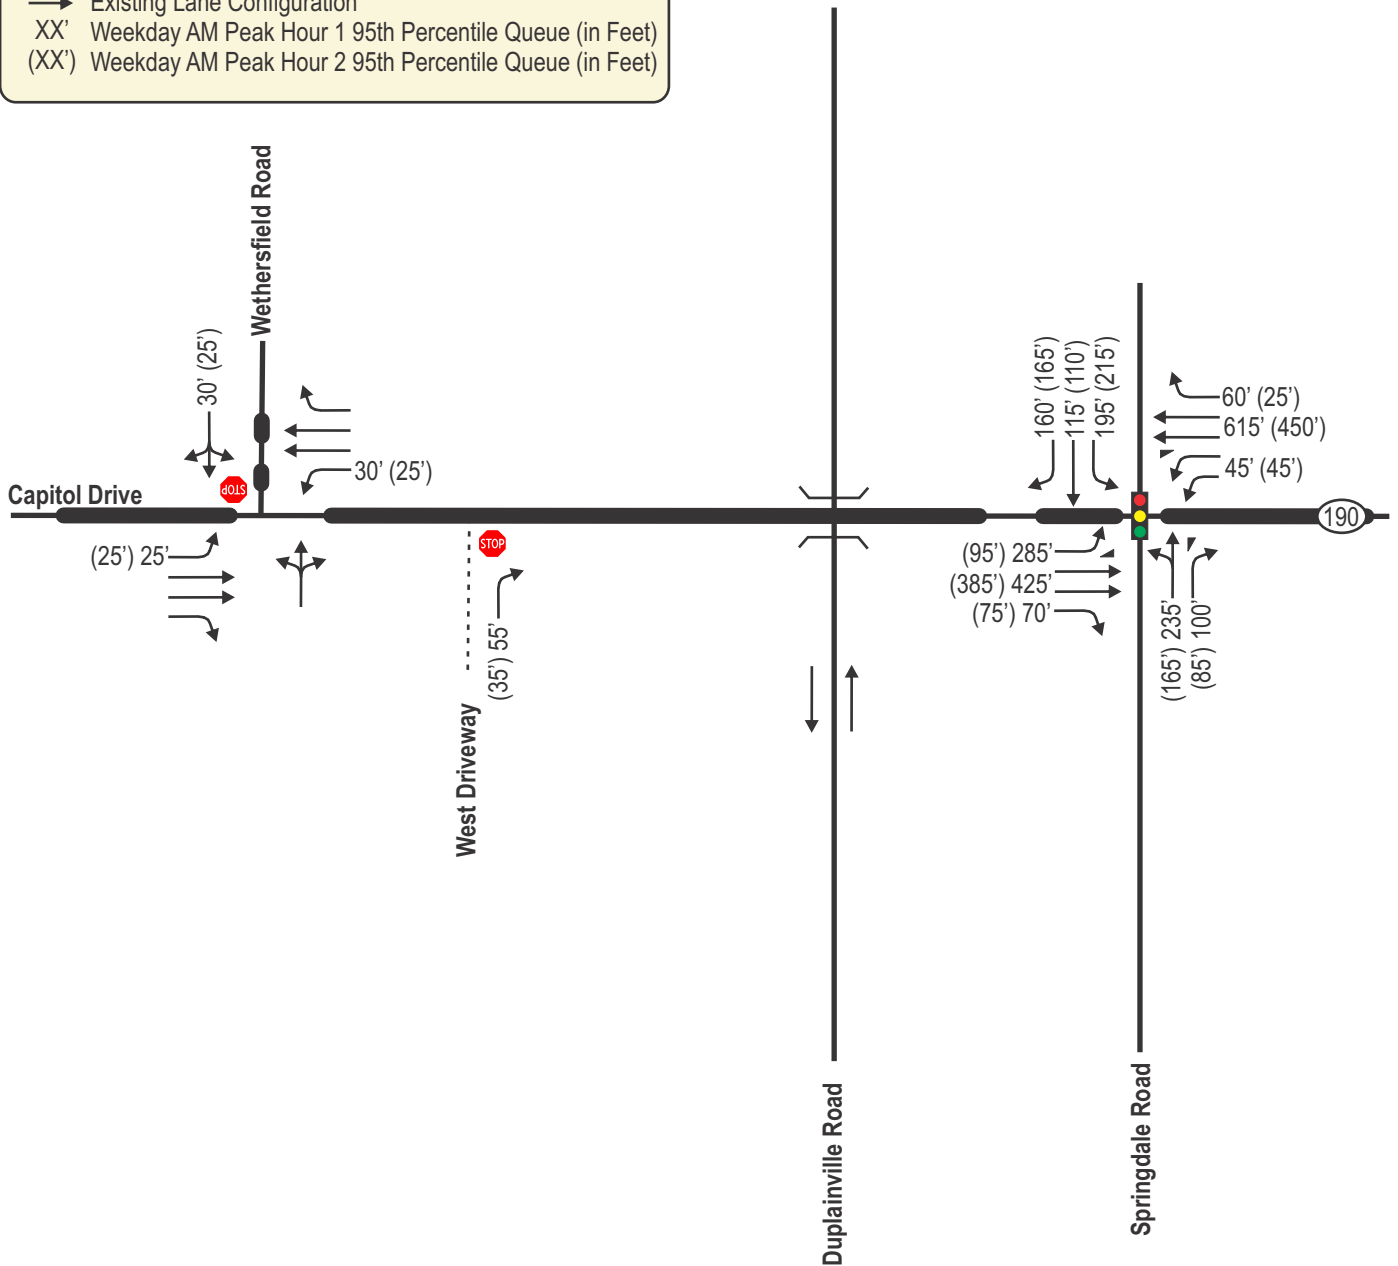 Existing Lane Configuration
XX' Weekday AM Peak Hour 1 95th Percentile Queue (in Feet)
(XX') Weekday AM Peak Hour 2 95th Percentile Queue (in Feet)
Wethersfield Road
30' (25')
30' (25')
STOP
Capitol Drive
(25') 25'
STOP
(35') 55'
West Driveway
160' (165')
115' (110')
195' (215')
60' (25')
615' (450')
45' (45')
190
(95') 285'
(385') 425'
(75') 70'
(165') 235'
(85') 100'
Duplainville Road
Springdale Road